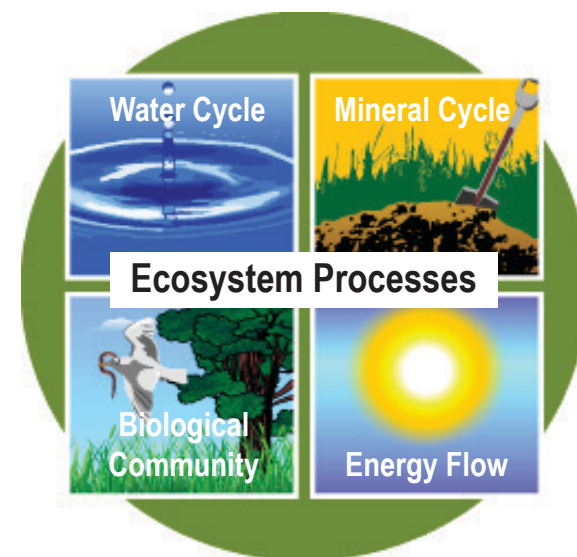 Water Cycle
Mineral Cycle
Ecosystem Processes
Biological
Community
Energy Flow